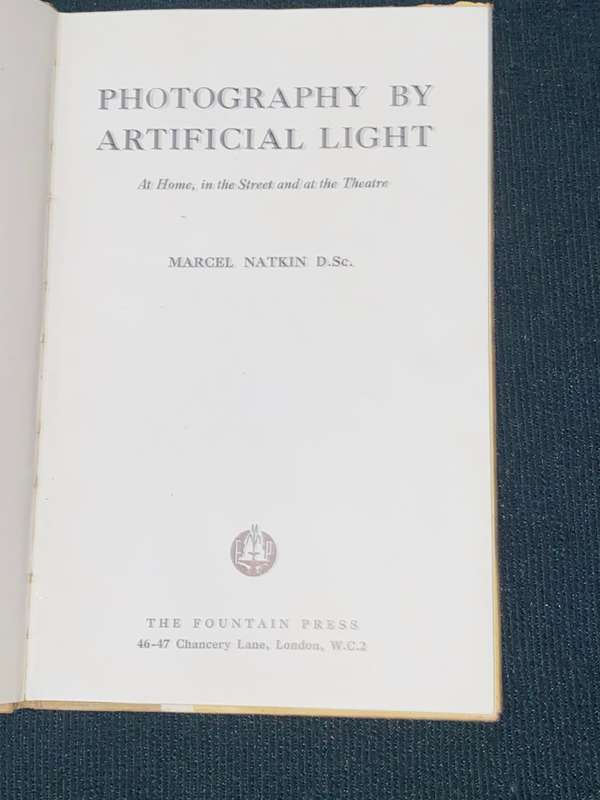 PHOTOGRAPHY BY
ARTIFICIAL LIGHT
At Home, in the Street and at the Theatre
MARCEL NATKIN D.Sc.
F P
THE FOUNTAIN PRESS
46-47 Chancery Lane, London, W.C.2